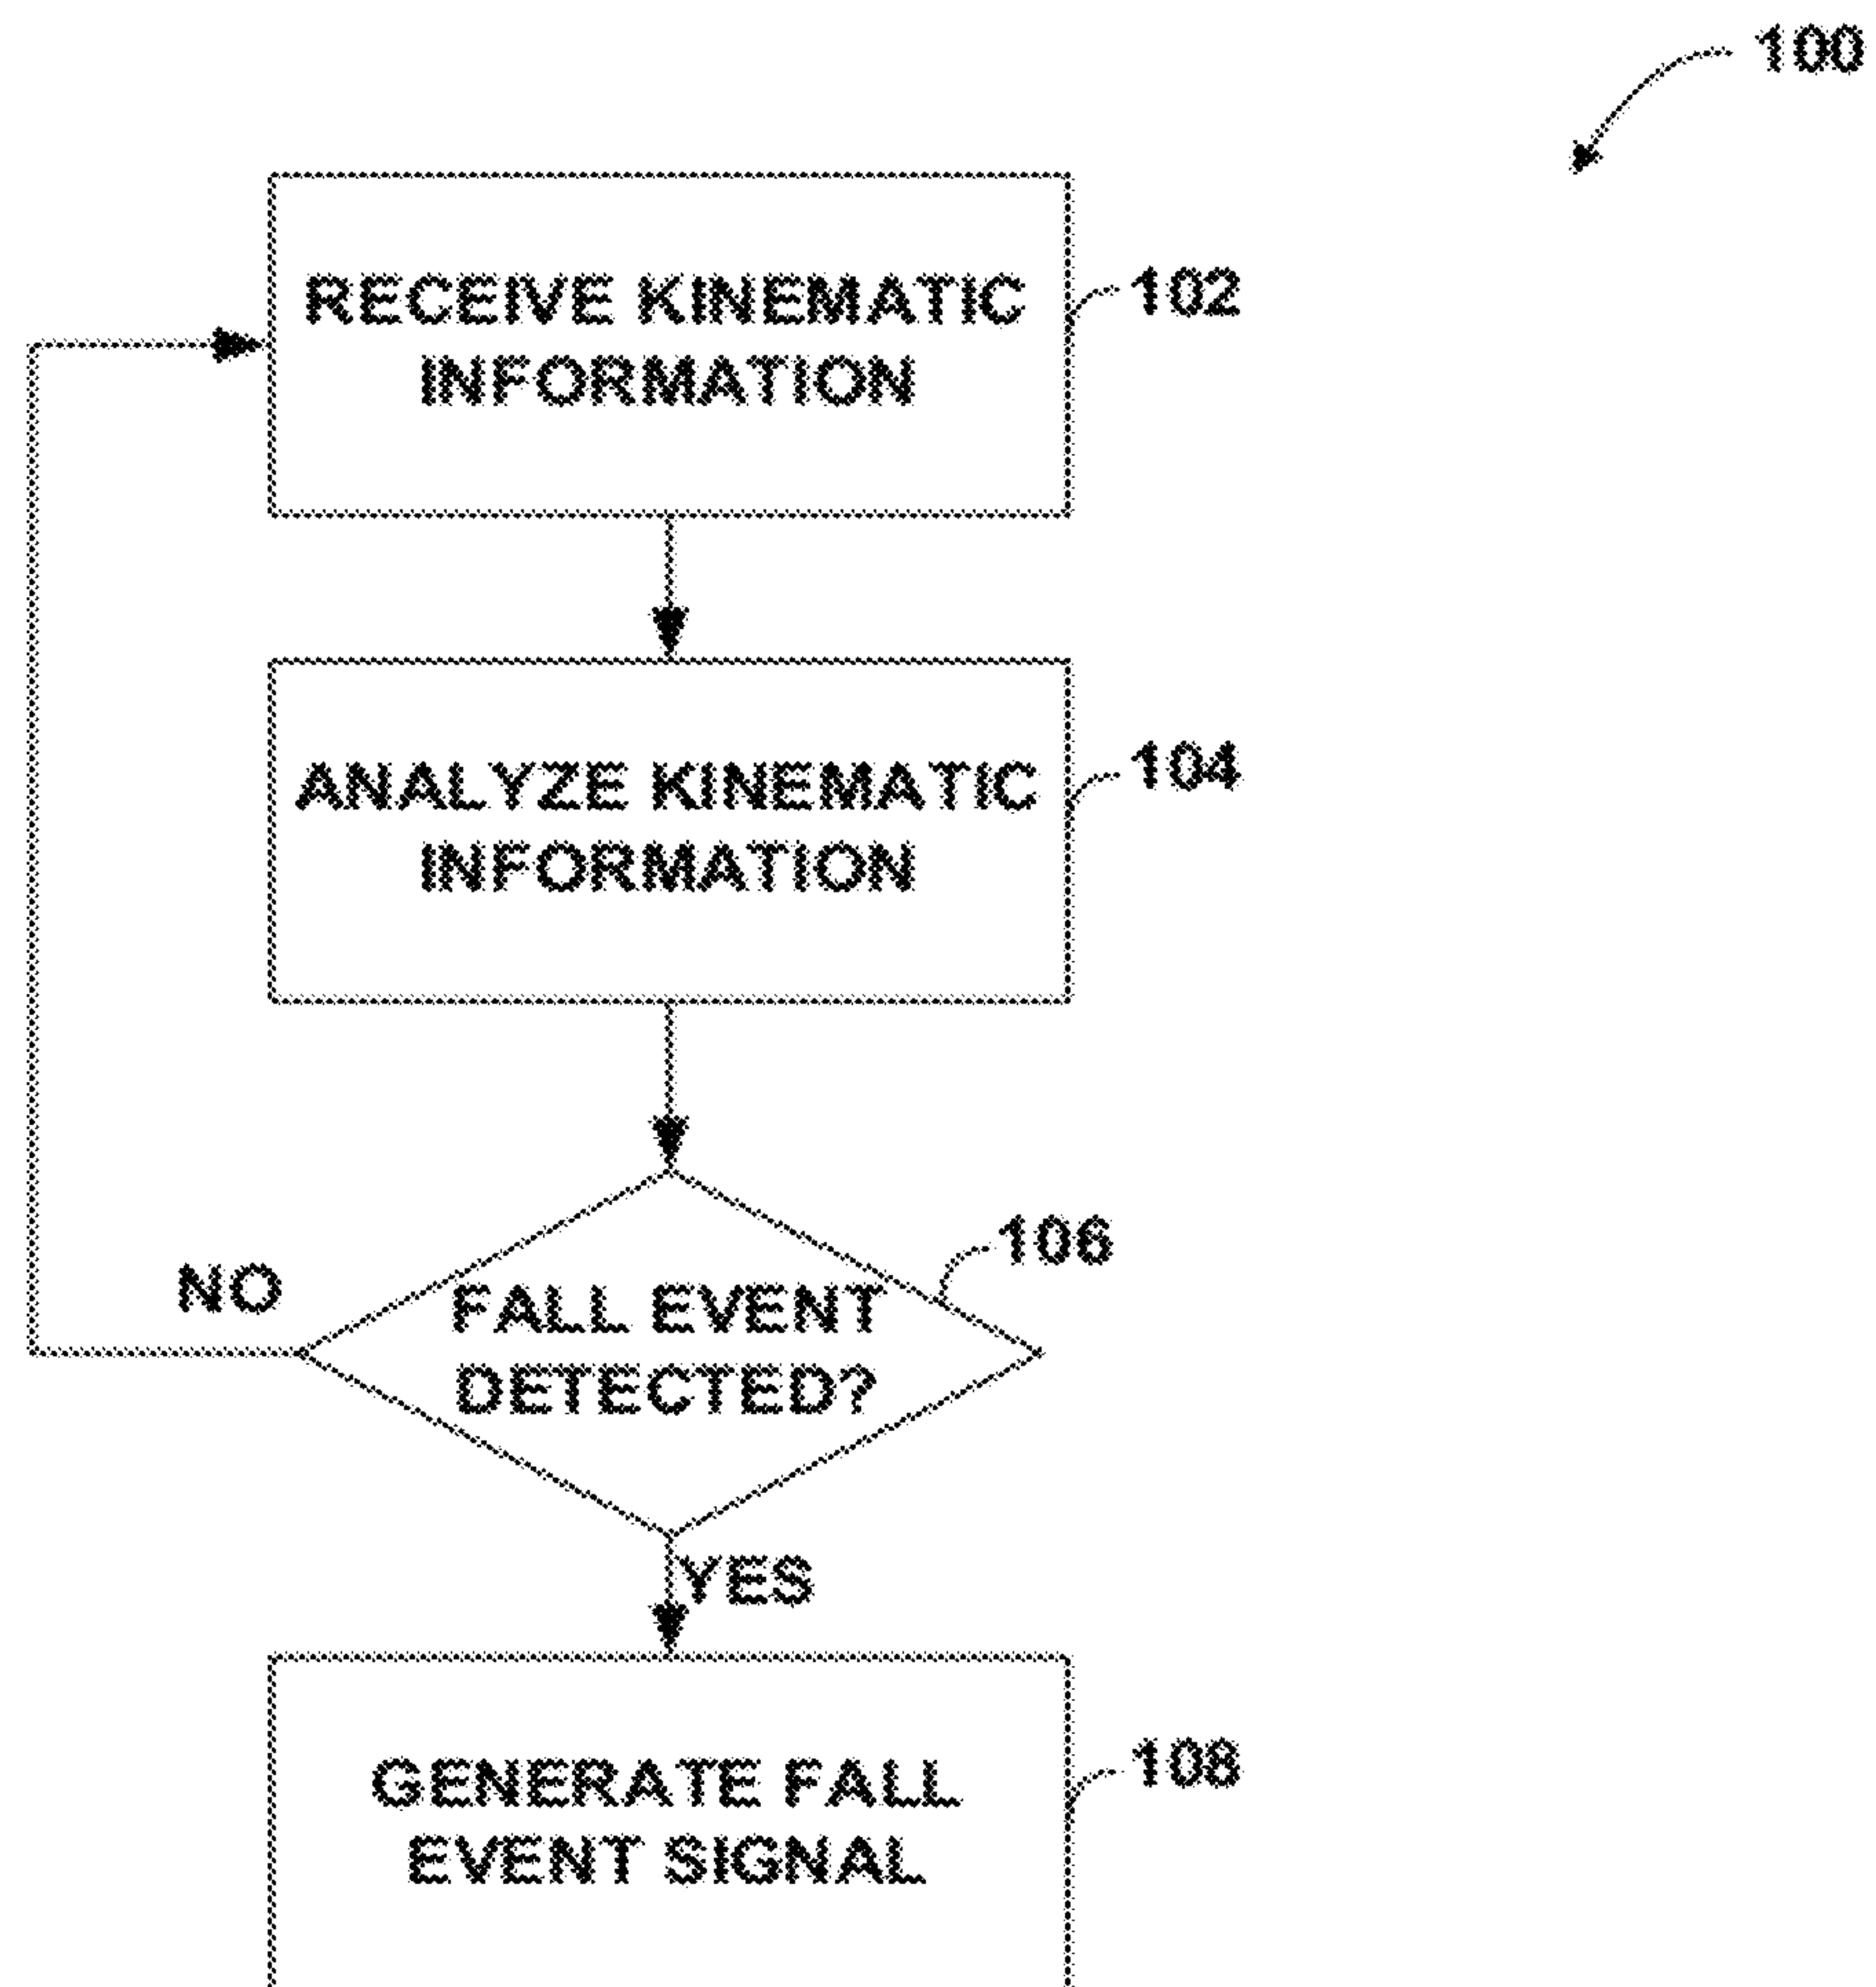 100
RECEIVE KINEMATIC
INFORMATION
102
ANALYZE KINEMATIC
INFORMATION
104
106
NO
FALL EVENT
DETECTED?
YES
GENERATE FALL
EVENT SIGNAL
108